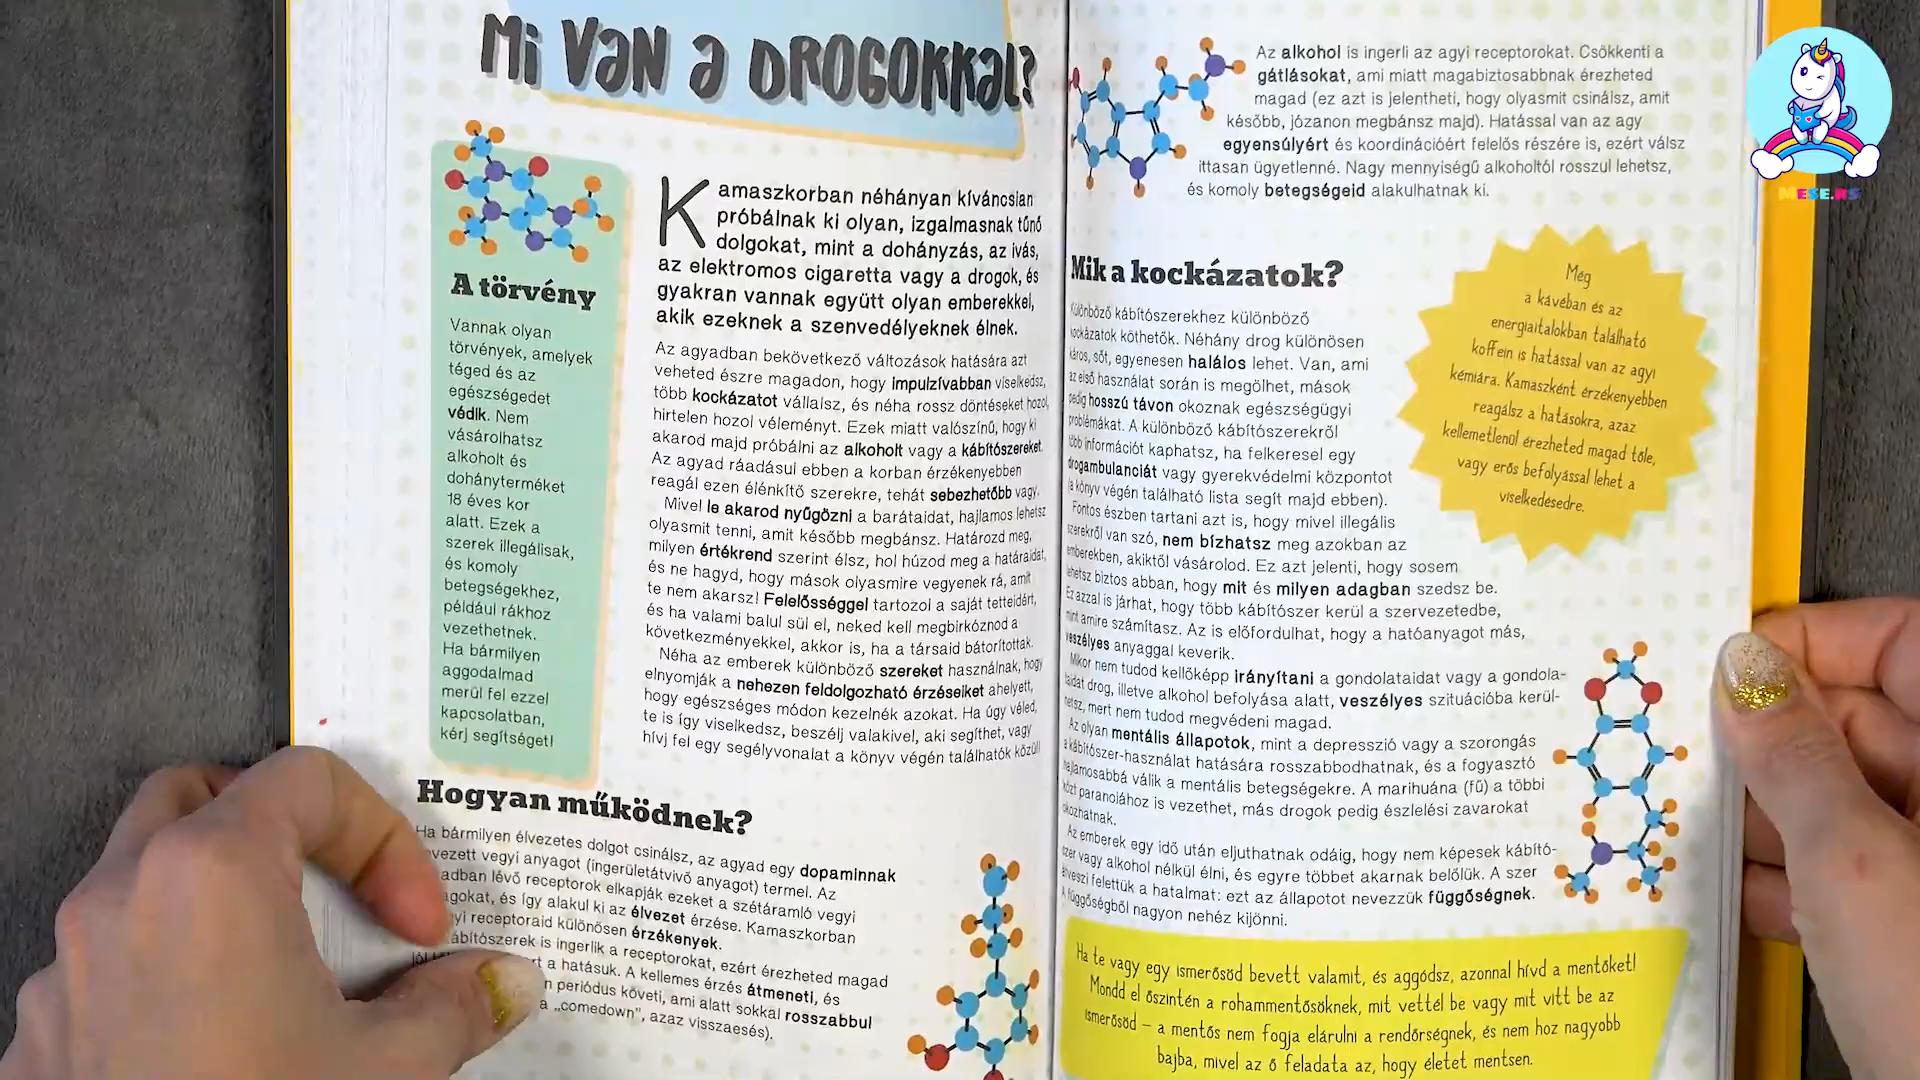 Mi van a drogokkal?
A törvény
Vannak olyan
törvények, amelyek
téged és az
egészségedet
védik. Nem
vásárolhatsz
alkoholt és
dohányterméket
18 éves kor
alatt. Ezek a
szerek illegálisak,
és komoly
betegségekhez,
például rákhoz
vezethetnek.
Ha bármilyen
aggodalmad
merül fel ezzel
kapcsolatban,
kérj segítséget!
Kamaszkorban néhányan kíváncsian
próbálnak ki olyan, izgalmasnak tűnő
dolgokat, mint a dohányzás, az ivás,
az elektromos cigaretta vagy a drogok, és
gyakran vannak együtt olyan emberekkel,
akik ezeknek a szenvedélyeknek élnek.
Az agyadban bekövetkező változások hatására azt
veheted észre magadon, hogy impulzívabban viselkedsz,
több kockázatot vállalsz, és néha rossz döntéseket hozol,
hirtelen hozol véleményt. Ezek miatt valószínű, hogy ki
akarod majd próbálni az alkoholt vagy a kábítószereket.
Az agyad ráadásul ebben a korban érzékenyebben
reagál ezen élénkítő szerekre, tehát sebezhetőbb vagy.
Mivel le akarod nyűgözni a barátaidat, hajlamos lehetsz
olyasmit tenni, amit később megbánsz. Határozd meg,
milyen értékrend szerint élsz, hol húzod meg a határaidat,
és ne hagyd, hogy mások olyasmire vegyenek rá, amit
te nem akarsz! Felelősséggel tartozol a saját tetteidért,
és ha valami balul sül el, neked kell megbirkóznod a
következményekkel, akkor is, ha a társaid bátorítottak.
Néha az emberek különböző szereket használnak, hogy
elnyomják a nehezen feldolgozható érzéseiket ahelyett,
hogy egészséges módon kezelnék azokat. Ha úgy véled,
te is így viselkedsz, beszélj valakivel, aki segíthet, vagy
hívj fel egy segélyvonalat a könyv végén találhatók közül!
Hogyan működnek?
Ha bármilyen élvezetes dolgot csinálsz, az agyad egy dopaminnak
vezett vegyi anyagot (ingerületátvivő anyagot) termel. Az
adban lévő receptorok elkapják ezeket a szétáramló vegyi
agokat, és így alakul ki az élvezet érzése. Kamaszkorban
gyi receptoraid különösen érzékenyek.
ábítószerek is ingerlik a receptorokat, ezért érezheted magad
rt a hatásuk. A kellemes érzés átmeneti, és
n periódus követi, ami alatt sokkal rosszabbul
a „comedown", azaz visszaesés).
Az alkohol is ingerli az agyi receptorokat. Csökkenti a
gátlásokat, ami miatt magabiztosabbnak érezheted
magad (ez azt is jelentheti, hogy olyasmit csinálsz, amit
később, józanon megbánsz majd). Hatással van az agy
egyensúlyért és koordinációért felelős részére is, ezért válsz
ittasan ügyetlenné. Nagy mennyiségű alkoholtól rosszul lehetsz,
és komoly betegségeid alakulhatnak ki.
Mik a kockázatok?
Különböző kábítószerekhez különböző
kockázatok köthetők. Néhány drog különösen
káros, sőt, egyenesen halálos lehet. Van, ami
az első használat során is megölhet, mások
pedig hosszú távon okoznak egészségügyi
problémákat. A különböző kábítószerekről
több információt kaphatsz, ha felkeresel egy
drogambulanciát vagy gyerekvédelmi központot
(a könyv végén található lista segít majd ebben).
Fontos észben tartani azt is, hogy mivel illegális
szerekről van szó, nem bízhatsz meg azokban az
emberekben, akiktől vásárolod. Ez azt jelenti, hogy sosem
lehetsz biztos abban, hogy mit és milyen adagban szedsz be.
Ez azzal is járhat, hogy több kábítószer kerül a szervezetedbe,
mint amire számítasz. Az is előfordulhat, hogy a hatóanyagot más,
veszélyes anyaggal keverik.
Mikor nem tudod kellőképp irányítani a gondolataidat vagy a gondola-
taidat drog, illetve alkohol befolyása alatt, veszélyes szituációba kerül-
hetsz, mert nem tudod megvédeni magad.
Az olyan mentális állapotok, mint a depresszió vagy a szorongás
a kábítószer-használat hatására rosszabbodhatnak, és a fogyasztó
hajlamosabbá válik a mentális betegségekre. A marihuána (fű) a többi
közt paranoiához is vezethet, más drogok pedig észlelési zavarokat
okozhatnak.
Az emberek egy idő után eljuthatnak odáig, hogy nem képesek kábító-
szer vagy alkohol nélkül élni, és egyre többet akarnak belőlük. A szer
átveszi felettük a hatalmat: ezt az állapotot nevezzük függőségnek.
A függőségből nagyon nehéz kijönni.
Még
a kávéban és az
energiaitalokban található
koffein is hatással van az agyi
kémiára. Kamaszként érzékenyebben
reagálsz a hatásokra, azaz
kellemetlenül érezheted magad tőle,
vagy erős befolyással lehet a
viselkedésedre.
Ha te vagy egy ismerősöd bevett valamit, és aggódsz, azonnal hívd a mentőket!
Mondd el őszintén a rohammentősöknek, mit vettél be vagy mit vitt be az
ismerősöd – a mentős nem fogja elárulni a rendőrségnek, és nem hoz nagyobb
bajba, mivel az ő feladata az, hogy életet mentsen.
MESE.RS